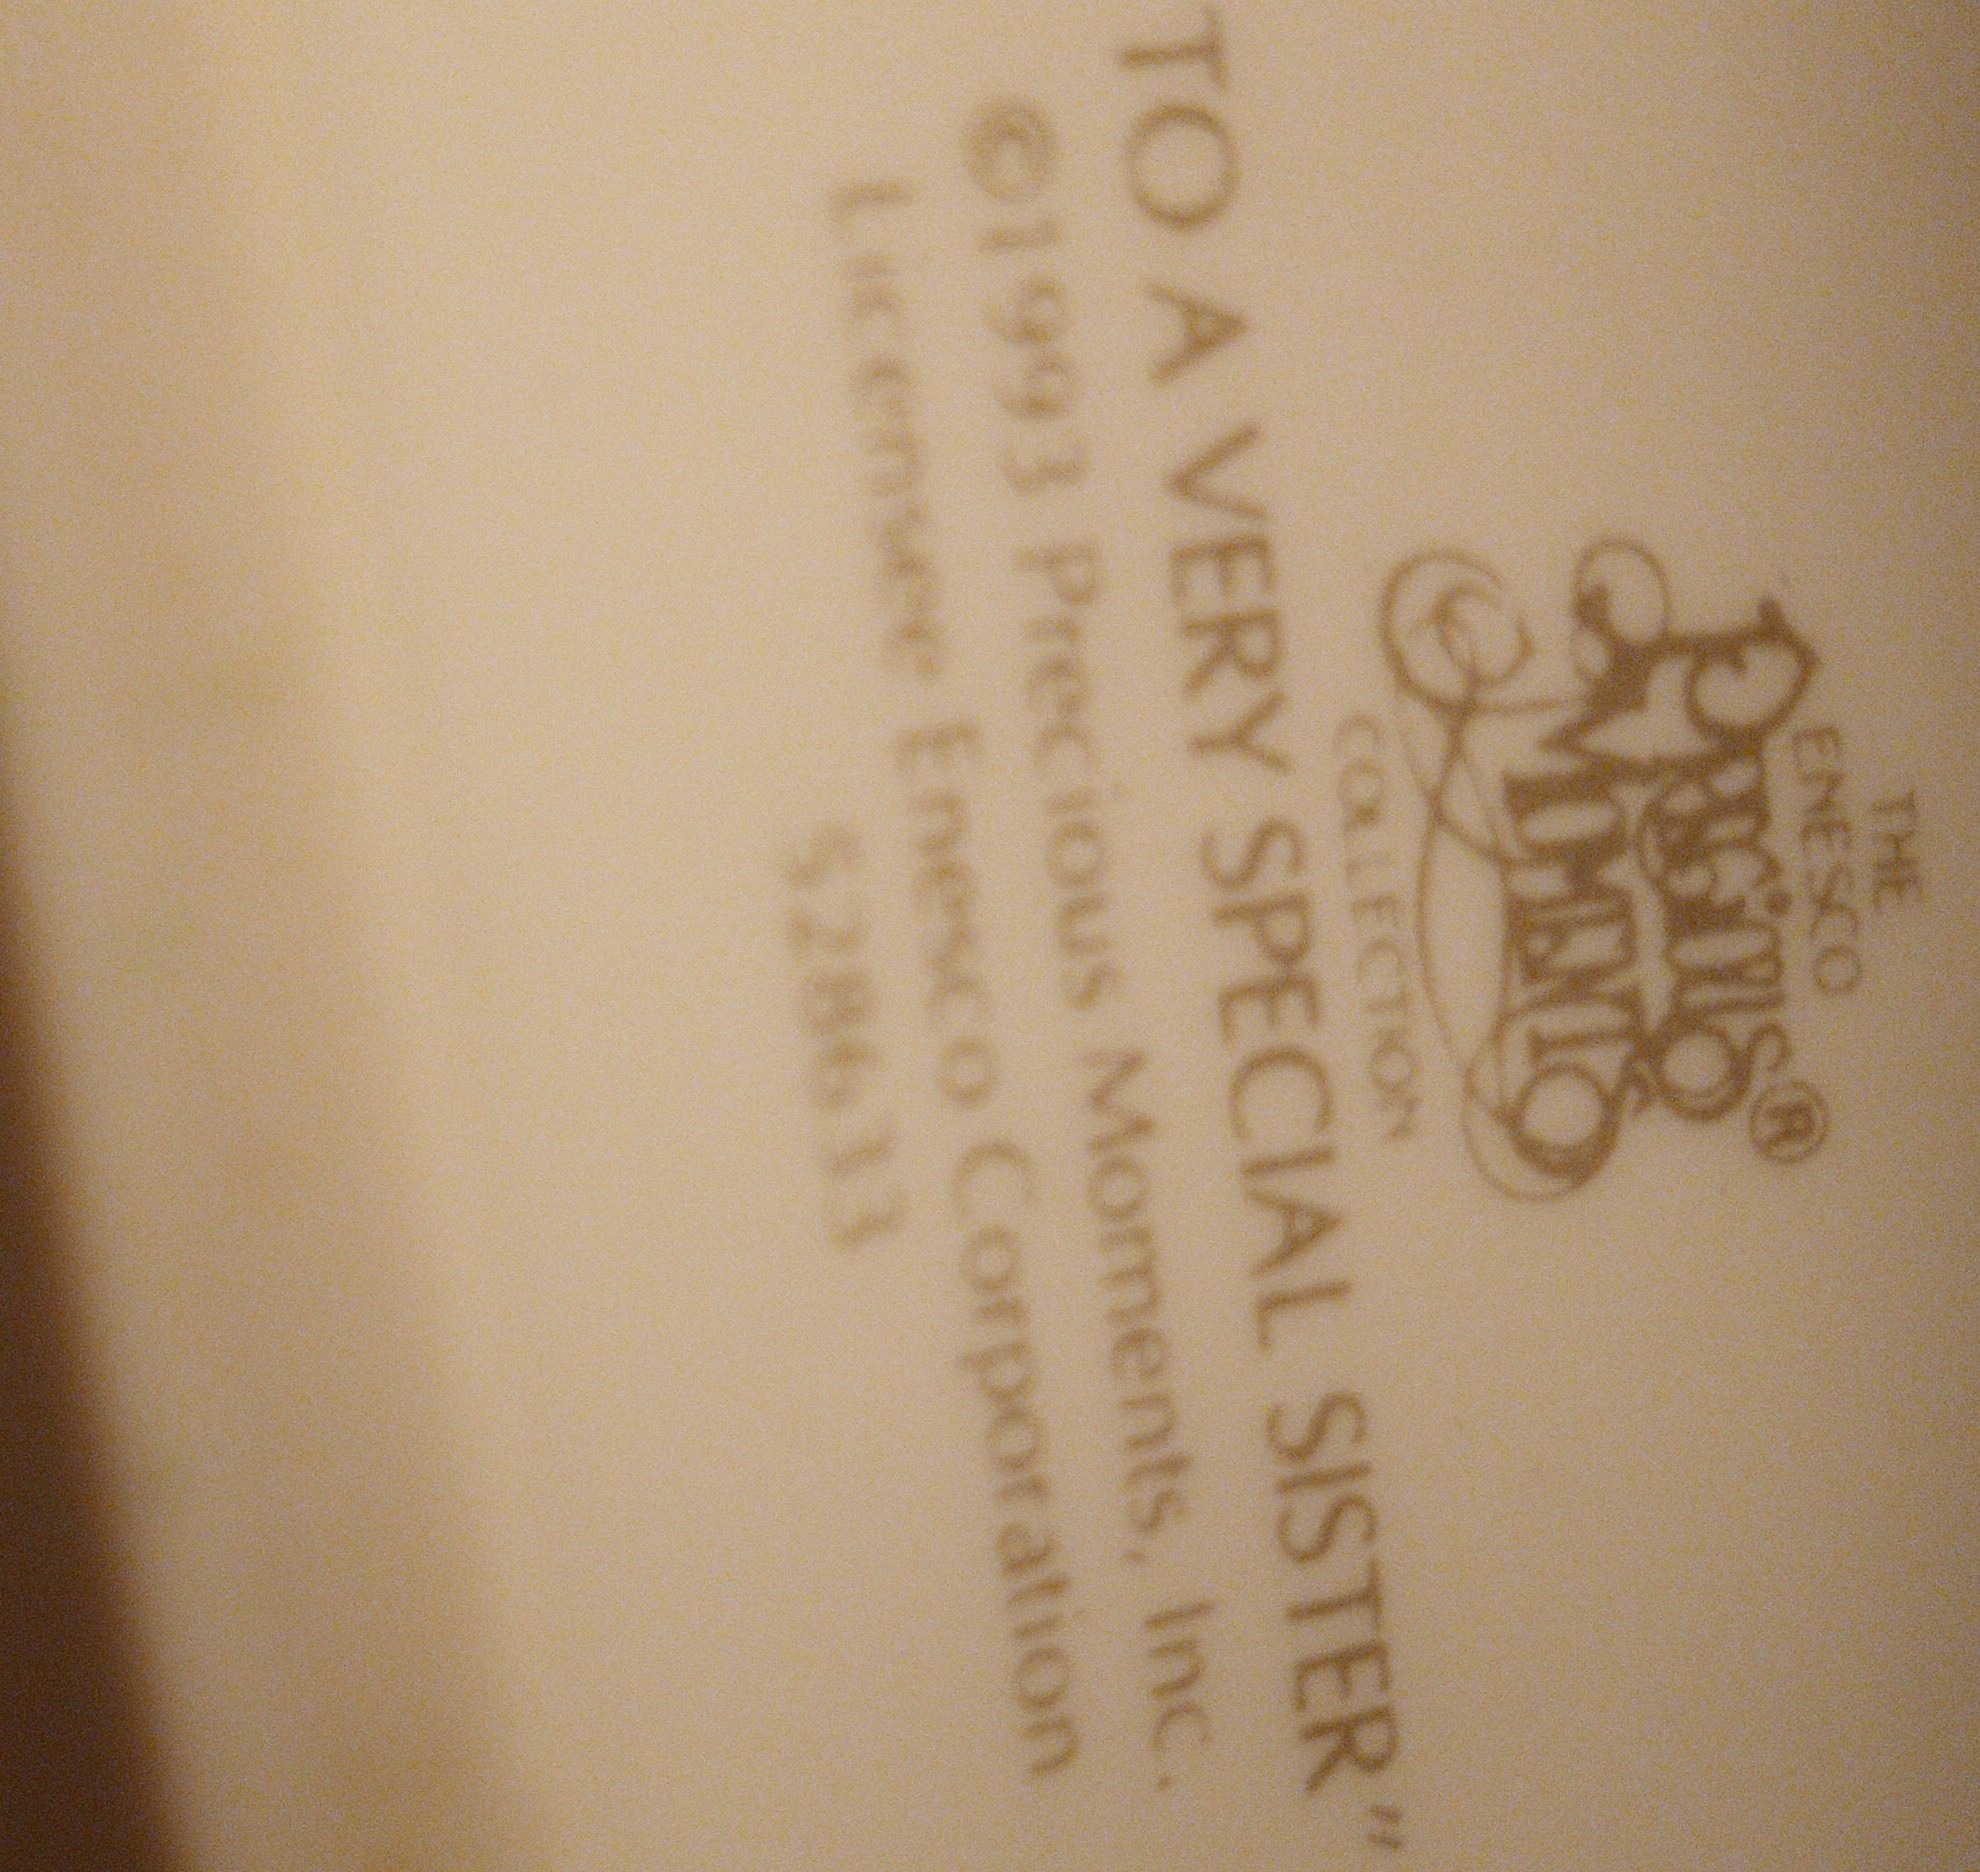 THE
ENESCO
PRECIOUS MOMENTS®
COLLECTION
TO A VERY SPECIAL SISTER"
©1993 Precious Moments, Inc.
Licensee Enesco Corporation